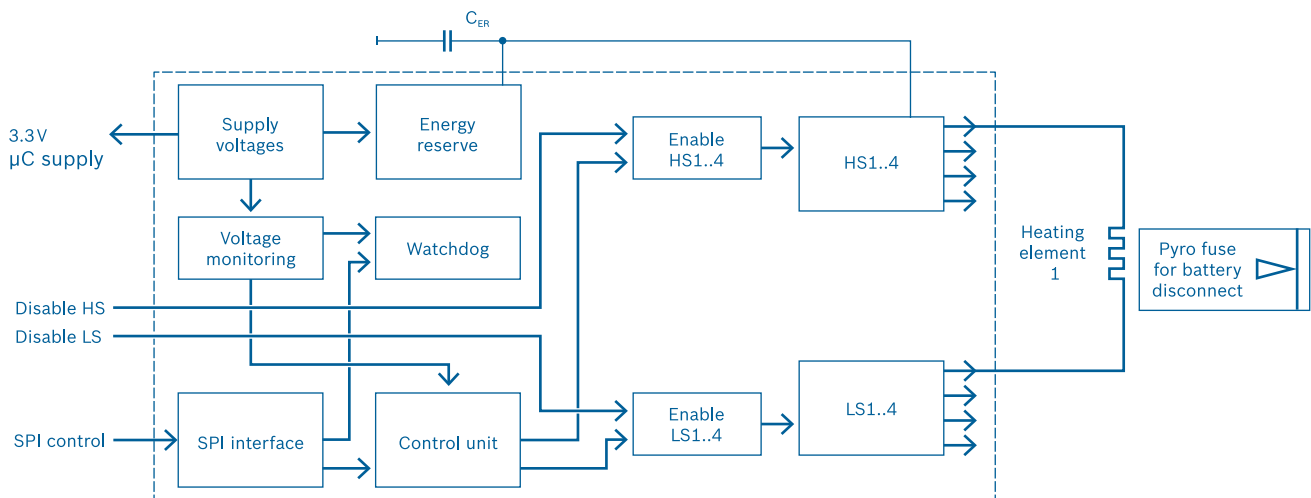 C_ER
3.3 V
µC supply
Supply
voltages
Energy
reserve
Enable
HS1..4
HS1..4
Voltage
monitoring
Watchdog
Heating
element
1
Pyro fuse
for battery
disconnect
Disable HS
Disable LS
SPI control
SPI interface
Control unit
Enable
LS1..4
LS1..4